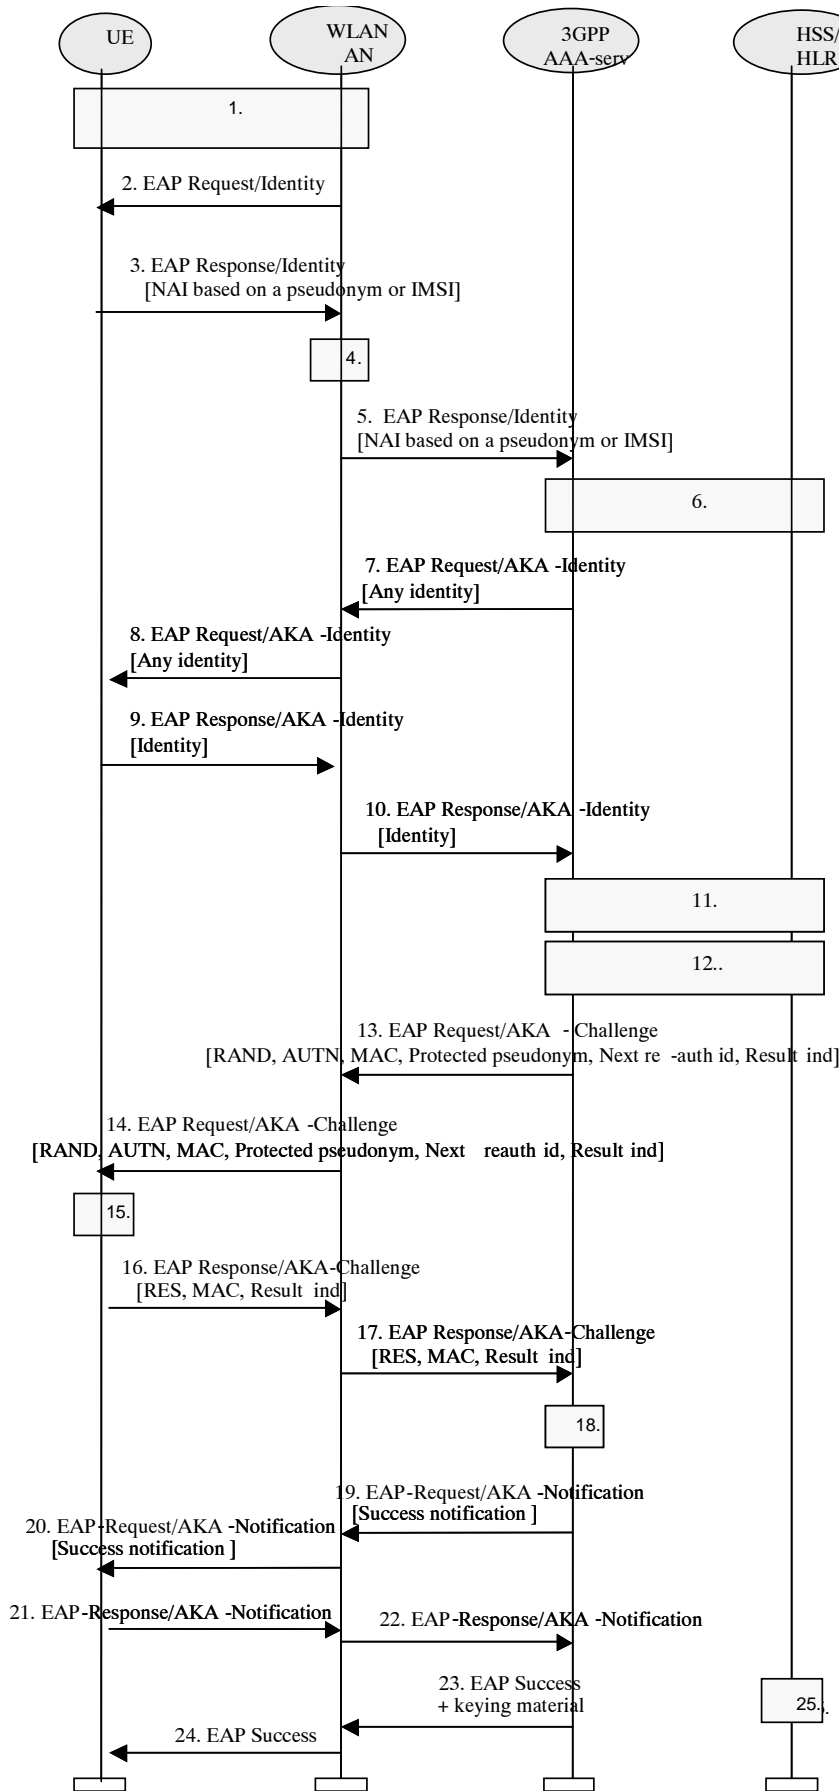 UE
WLAN
AN
3GPP
AAA-serv
HSS/
HLR
1.
2. EAP Request/Identity
3. EAP Response/Identity
[NAI based on a pseudonym or IMSI]
4.
5. EAP Response/Identity
[NAI based on a pseudonym or IMSI]
6.
7. EAP Request/AKA -Identity
[Any identity]
8. EAP Request/AKA -Identity
[Any identity]
9. EAP Response/AKA -Identity
[Identity]
10. EAP Response/AKA -Identity
[Identity]
11.
12..
13. EAP Request/AKA - Challenge
[RAND, AUTN, MAC, Protected pseudonym, Next re -auth id, Result ind]
14. EAP Request/AKA -Challenge
[RAND, AUTN, MAC, Protected pseudonym, Next reauth id, Result ind]
15.
16. EAP Response/AKA-Challenge
[RES, MAC, Result ind]
17. EAP Response/AKA-Challenge
[RES, MAC, Result ind]
18.
19. EAP-Request/AKA -Notification
[Success notification ]
20. EAP-Request/AKA -Notification
[Success notification ]
21. EAP-Response/AKA -Notification
22. EAP-Response/AKA -Notification
23. EAP Success
+ keying material
25.
24. EAP Success